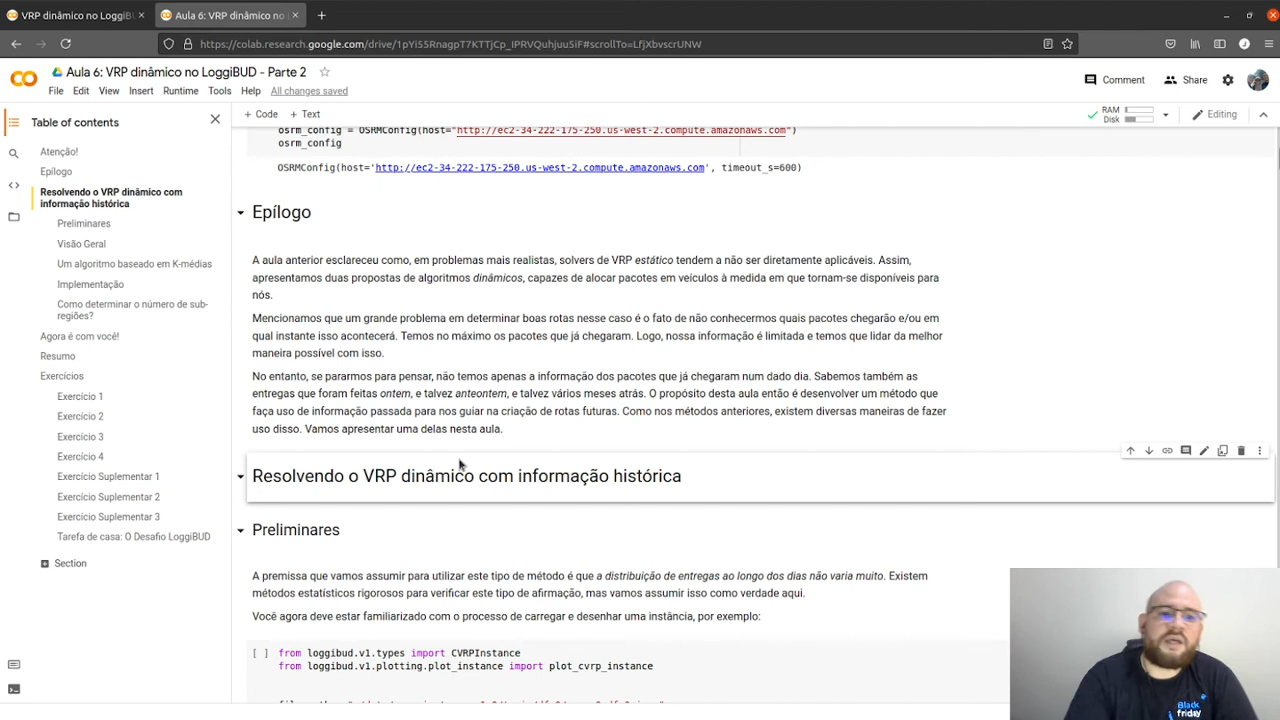 VRP dinâmico no LoggiBU
Aula 6: VRP dinâmico no
https://colab.research.google.com/drive/1pYi55RnagpT7KTTjCp_IPRVQuhjuu5iF#scrollTo=LfjXbvscrUNW
Aula 6: VRP dinâmico no LoggiBUD - Parte 2
File Edit View Insert Runtime Tools Help All changes saved
Comment Share
+ Code + Text
RAM
Disk
Editing
Table of contents
Atenção!
Epílogo
Resolvendo o VRP dinâmico com
informação histórica
Preliminares
Visão Geral
Um algoritmo baseado em K-médias
Implementação
Como determinar o número de sub-
regiões?
Agora é com você!
Resumo
Exercícios
Exercício 1
Exercício 2
Exercício 3
Exercício 4
Exercício Suplementar 1
Exercício Suplementar 2
Exercício Suplementar 3
Tarefa de casa: O Desafio LoggiBUD
Section
osrm_config = OSRMConfig(host="http://ec2-34-222-175-250.us-west-2.compute.amazonaws.com")
osrm_config
OSRMConfig(host='http://ec2-34-222-175-250.us-west-2.compute.amazonaws.com', timeout_s=600)
Epílogo
A aula anterior esclareceu como, em problemas mais realistas, solvers de VRP estático tendem a não ser diretamente aplicáveis. Assim,
apresentamos duas propostas de algoritmos dinâmicos, capazes de alocar pacotes em veículos à medida em que tornam-se disponíveis para
nós.
Mencionamos que um grande problema em determinar boas rotas nesse caso é o fato de não conhecermos quais pacotes chegarão e/ou em
qual instante isso acontecerá. Temos no máximo os pacotes que já chegaram. Logo, nossa informação é limitada e temos que lidar da melhor
maneira possível com isso.
No entanto, se pararmos para pensar, não temos apenas a informação dos pacotes que já chegaram num dado dia. Sabemos também as
entregas que foram feitas ontem, e talvez anteontem, e talvez vários meses atrás. O propósito desta aula então é desenvolver um método que
faça uso de informação passada para nos guiar na criação de rotas futuras. Como nos métodos anteriores, existem diversas maneiras de fazer
uso disso. Vamos apresentar uma delas nesta aula.
Resolvendo o VRP dinâmico com informação histórica
Preliminares
A premissa que vamos assumir para utilizar este tipo de método é que a distribuição de entregas ao longo dos dias não varia muito. Existem
métodos estatísticos rigorosos para verificar este tipo de afirmação, mas vamos assumir isso como verdade aqui.
Você agora deve estar familiarizado com o processo de carregar e desenhar uma instância, por exemplo:
[ ] from loggibud.v1.types import CVRPInstance
from loggibud.v1.plotting.plot_instance import plot_cvrp_instance
Black
friday